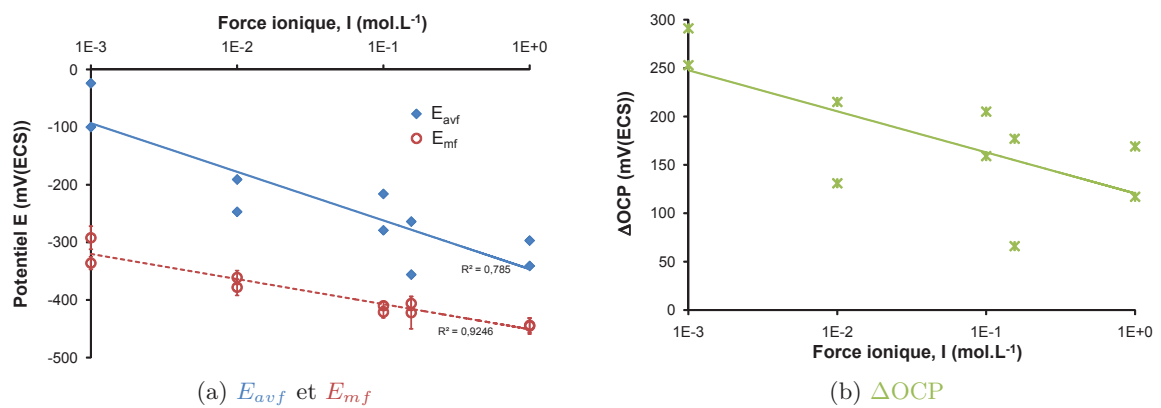 Force ionique, I (mol.L-1)
1E-3 1E-2 1E-1 1E+0
0
-100
-200
-300
-400
-500
Potentiel E (mV(ECS))
Eavf
Emf
R² = 0,785
R² = 0,9246
(a) Eavf et Emf
300
250
200
150
100
50
0
ΔOCP (mV(ECS))
1E-3 1E-2 1E-1 1E+0
Force ionique, I (mol.L-1)
(b) ΔOCP